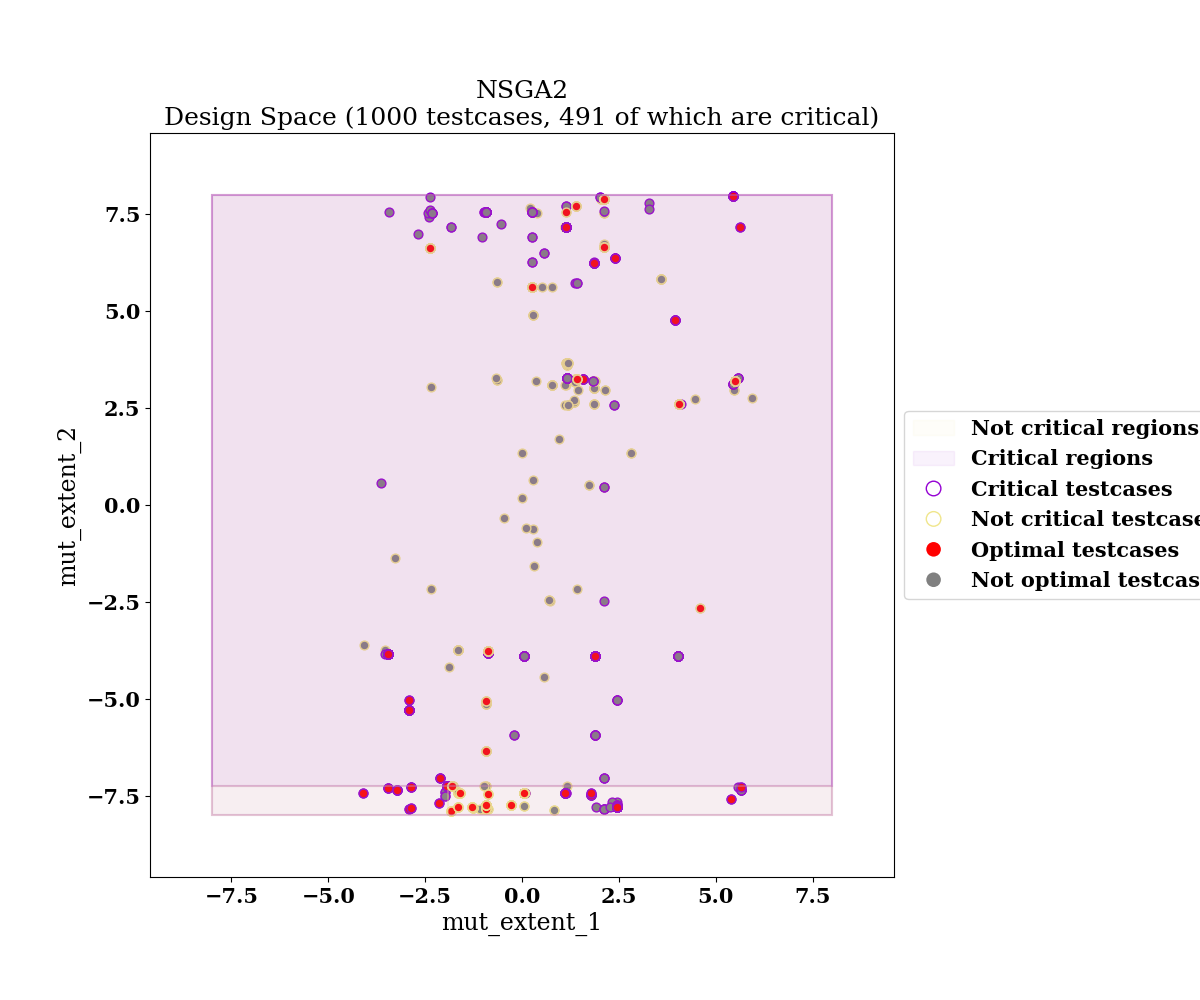 NSGA2
Design Space (1000 testcases, 491 of which are critical)
mut_extent_2
7.5
5.0
2.5
0.0
−2.5
−5.0
−7.5
−7.5 −5.0 −2.5 0.0 2.5 5.0 7.5
mut_extent_1
Not critical regions
Critical regions
Critical testcases
Not critical testcase
Optimal testcases
Not optimal testcas